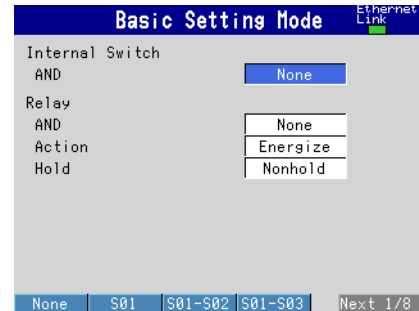 Basic Setting Mode
Ethernet
Link
Internal Switch
AND None
Relay
AND None
Action Energize
Hold Nonhold
None S01 S01-S02 S01-S03 Next 1/8